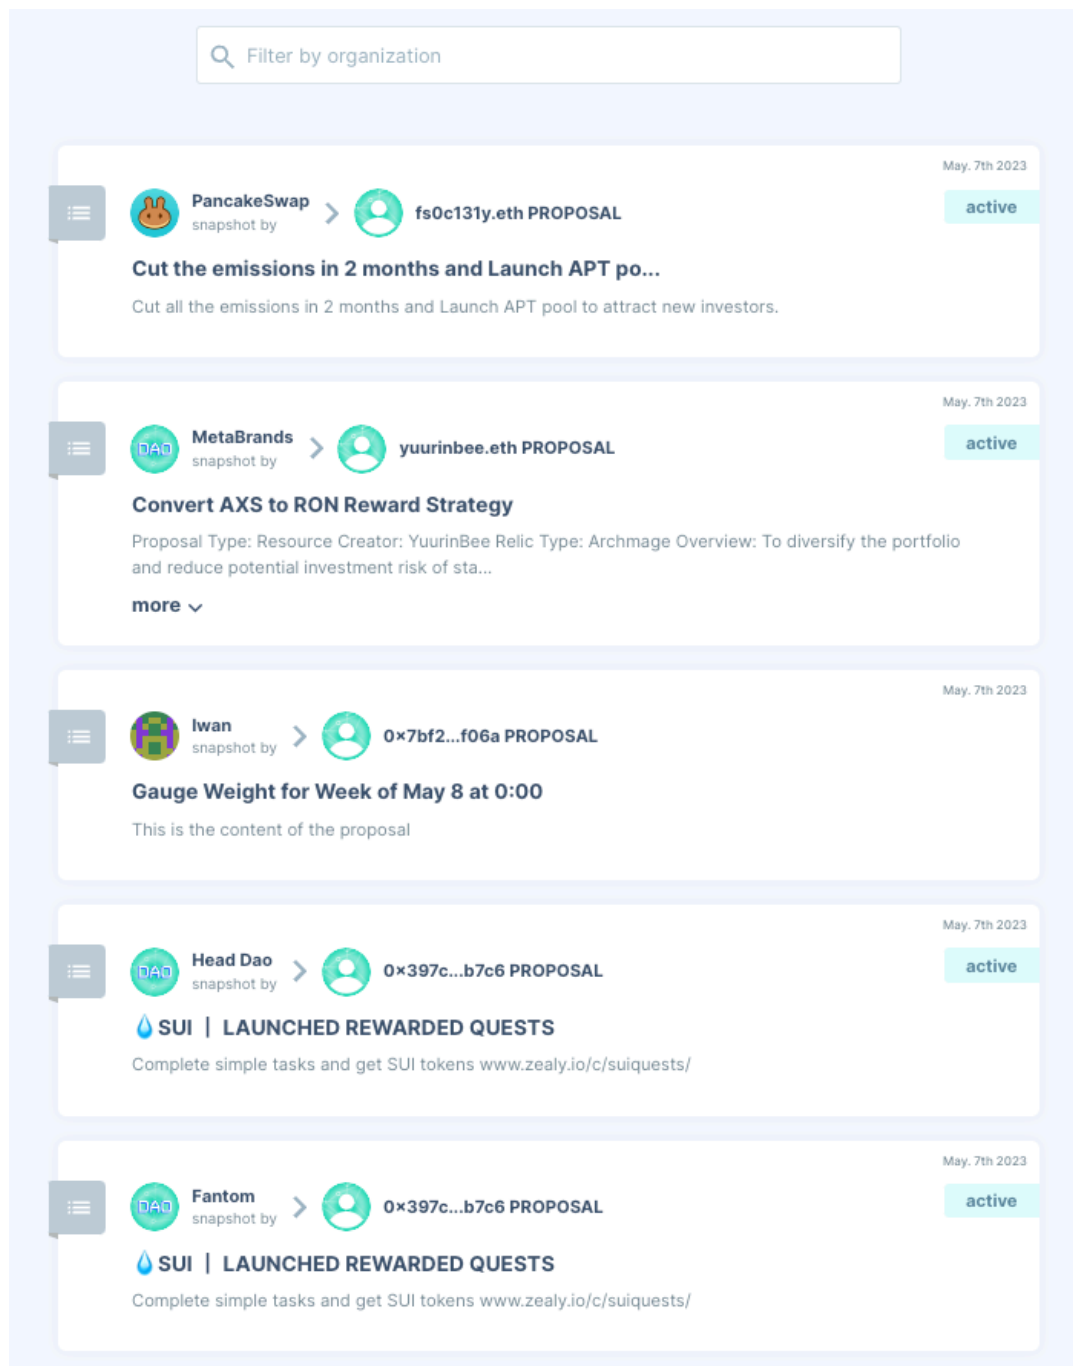 Filter by organization
May. 7th 2023
PancakeSwap
snapshot by
fs0c131y.eth PROPOSAL
active
Cut the emissions in 2 months and Launch APT po...
Cut all the emissions in 2 months and Launch APT pool to attract new investors.
May. 7th 2023
DAO
MetaBrands
snapshot by
yuurinbee.eth PROPOSAL
active
Convert AXS to RON Reward Strategy
Proposal Type: Resource Creator: YuurinBee Relic Type: Archmage Overview: To diversify the portfolio
and reduce potential investment risk of sta...
more
May. 7th 2023
Iwan
snapshot by
0×7bf2...f06a PROPOSAL
Gauge Weight for Week of May 8 at 0:00
This is the content of the proposal
May. 7th 2023
DAO
Head Dao
snapshot by
0×397c...b7c6 PROPOSAL
active
💧SUI | LAUNCHED REWARDED QUESTS
Complete simple tasks and get SUI tokens www.zealy.io/c/suiquests/
May. 7th 2023
DAO
Fantom
snapshot by
0×397c...b7c6 PROPOSAL
active
💧SUI | LAUNCHED REWARDED QUESTS
Complete simple tasks and get SUI tokens www.zealy.io/c/suiquests/